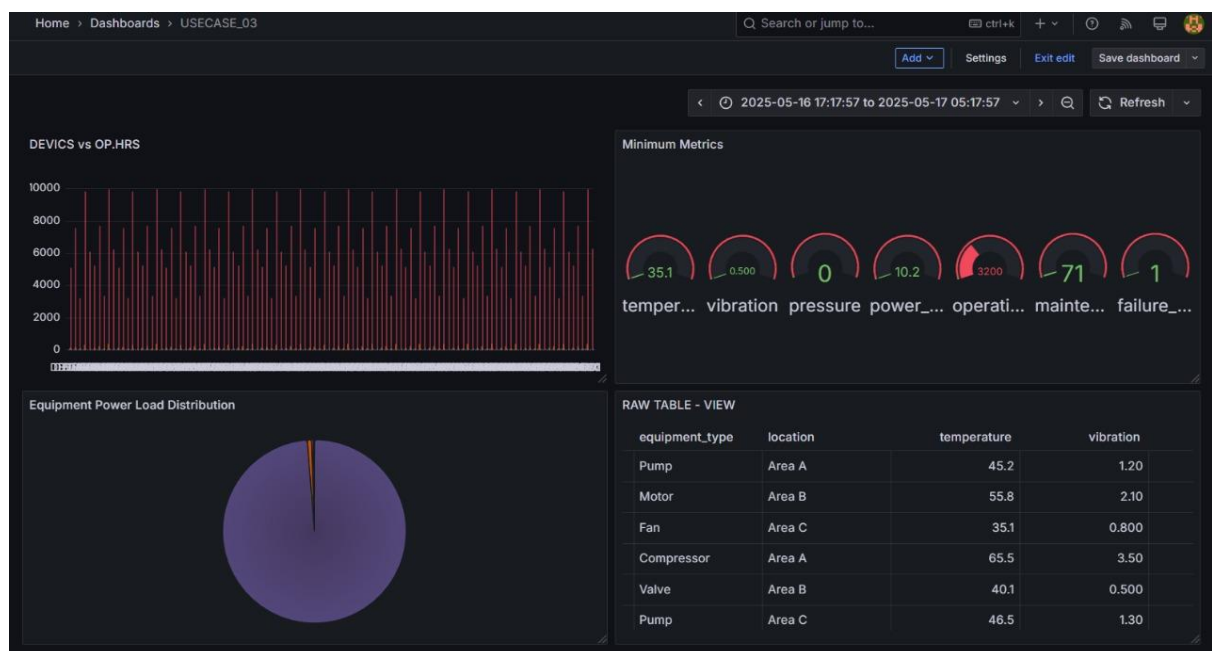 Home › Dashboards › USECASE_03
Search or jump to... ctrl+k
Add Settings Exit edit Save dashboard
2025-05-16 17:17:57 to 2025-05-17 05:17:57 Refresh
DEVICS vs OP.HRS
10000
8000
6000
4000
2000
0
Minimum Metrics
35.1 0.500 0 10.2 3200 71 1
temper... vibration pressure power_... operati... mainte... failure_...
Equipment Power Load Distribution
RAW TABLE - VIEW
equipment_type location temperature vibration
Pump Area A 45.2 1.20
Motor Area B 55.8 2.10
Fan Area C 35.1 0.800
Compressor Area A 65.5 3.50
Valve Area B 40.1 0.500
Pump Area C 46.5 1.30